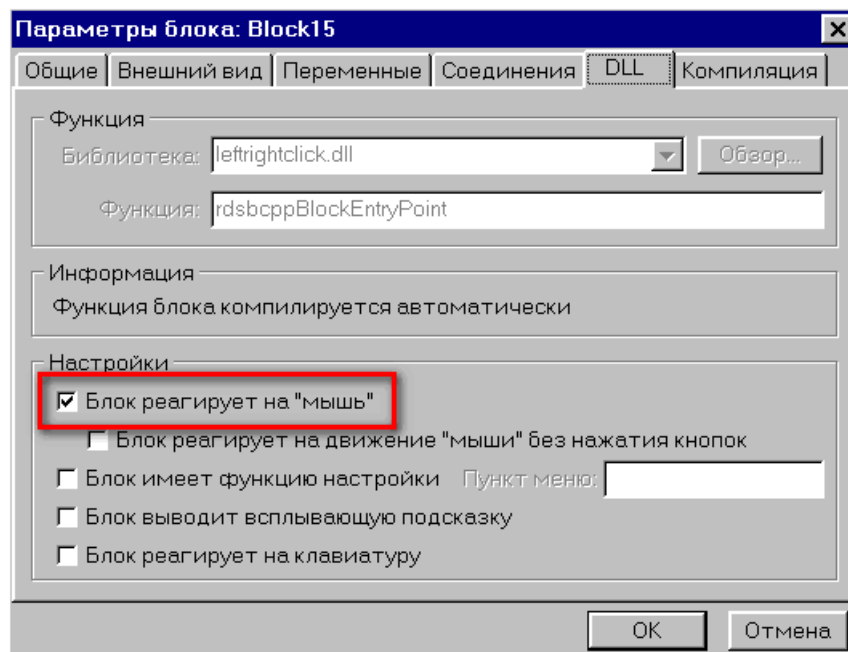 Параметры блока: Block15
Общие Внешний вид Переменные Соединения DLL Компиляция
Функция
Библиотека: leftrightclick.dll Обзор...
Функция: rdsbcppBlockEntryPoint
Информация
Функция блока компилируется автоматически
Настройки
Блок реагирует на "мышь"
Блок реагирует на движение "мыши" без нажатия кнопок
Блок имеет функцию настройки Пункт меню:
Блок выводит всплывающую подсказку
Блок реагирует на клавиатуру
OK Отмена